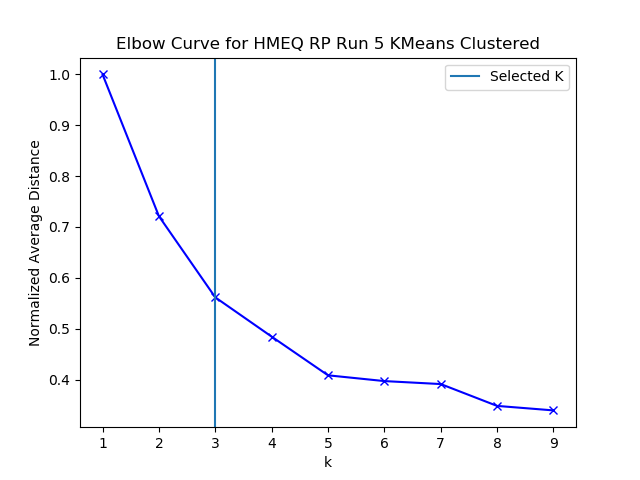 Elbow Curve for HMEQ RP Run 5 KMeans Clustered
Selected K
Normalized Average Distance
1.0
0.9
0.8
0.7
0.6
0.5
0.4
1 2 3 4 5 6 7 8 9
k